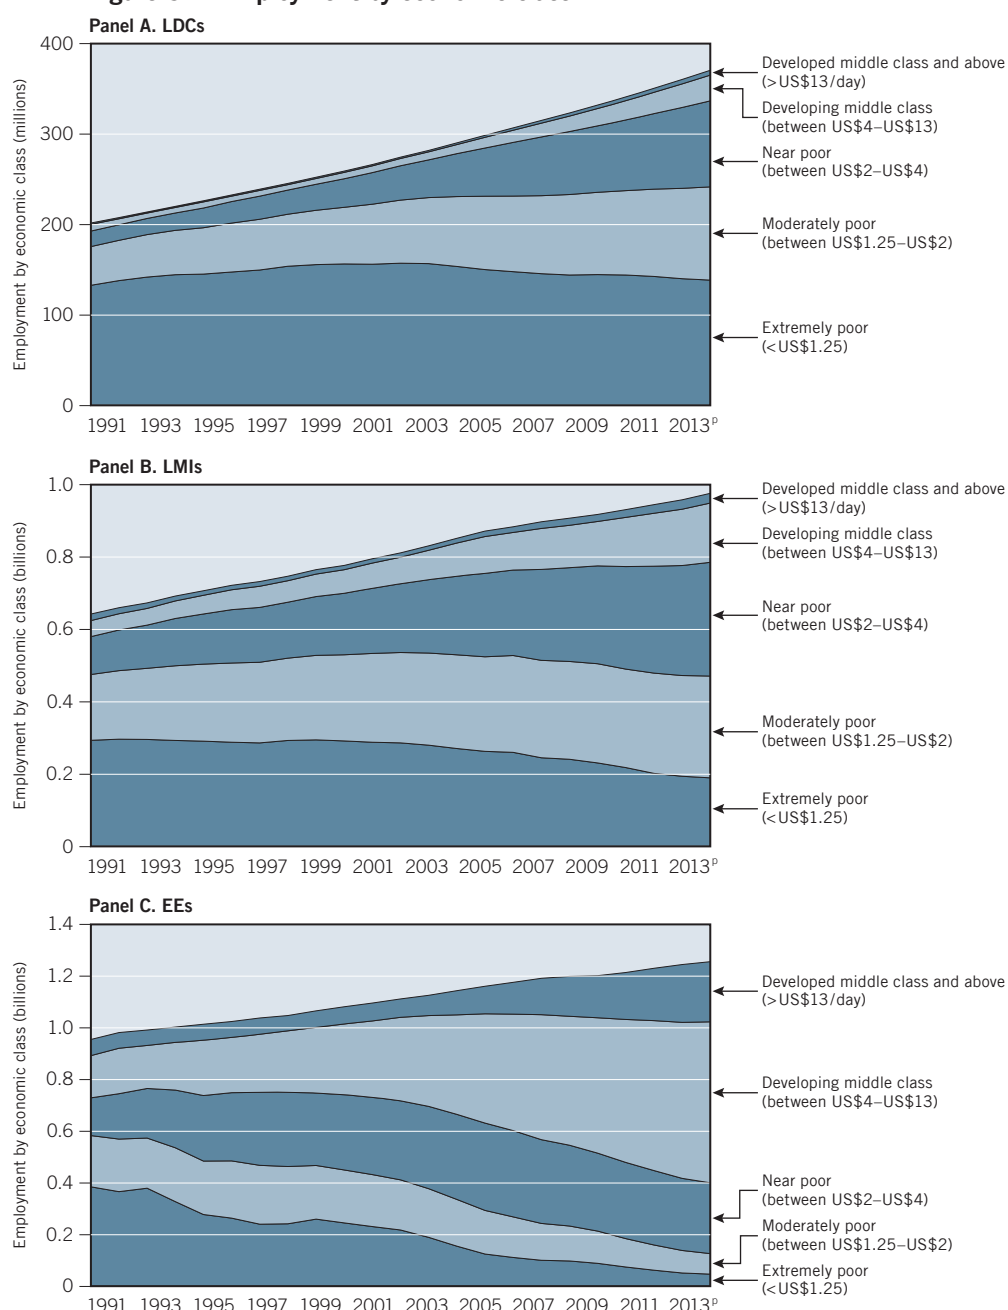 Panel A. LDCs
Employment by economic class (millions)
400
300
200
100
0
1991 1993 1995 1997 1999 2001 2003 2005 2007 2009 2011 2013p
Developed middle class and above
(>US$13/day)
Developing middle class
(between US$4–US$13)
Near poor
(between US$2–US$4)
Moderately poor
(between US$1.25–US$2)
Extremely poor
(<US$1.25)
Panel B. LMIs
Employment by economic class (billions)
1.0
0.8
0.6
0.4
0.2
0
1991 1993 1995 1997 1999 2001 2003 2005 2007 2009 2011 2013p
Developed middle class and above
(>US$13/day)
Developing middle class
(between US$4–US$13)
Near poor
(between US$2–US$4)
Moderately poor
(between US$1.25–US$2)
Extremely poor
(<US$1.25)
Panel C. EEs
Employment by economic class (billions)
1.4
1.2
1.0
0.8
0.6
0.4
0.2
0
1991 1993 1995 1997 1999 2001 2003 2005 2007 2009 2011 2013p
Developed middle class and above
(>US$13/day)
Developing middle class
(between US$4–US$13)
Near poor
(between US$2–US$4)
Moderately poor
(between US$1.25–US$2)
Extremely poor
(<US$1.25)